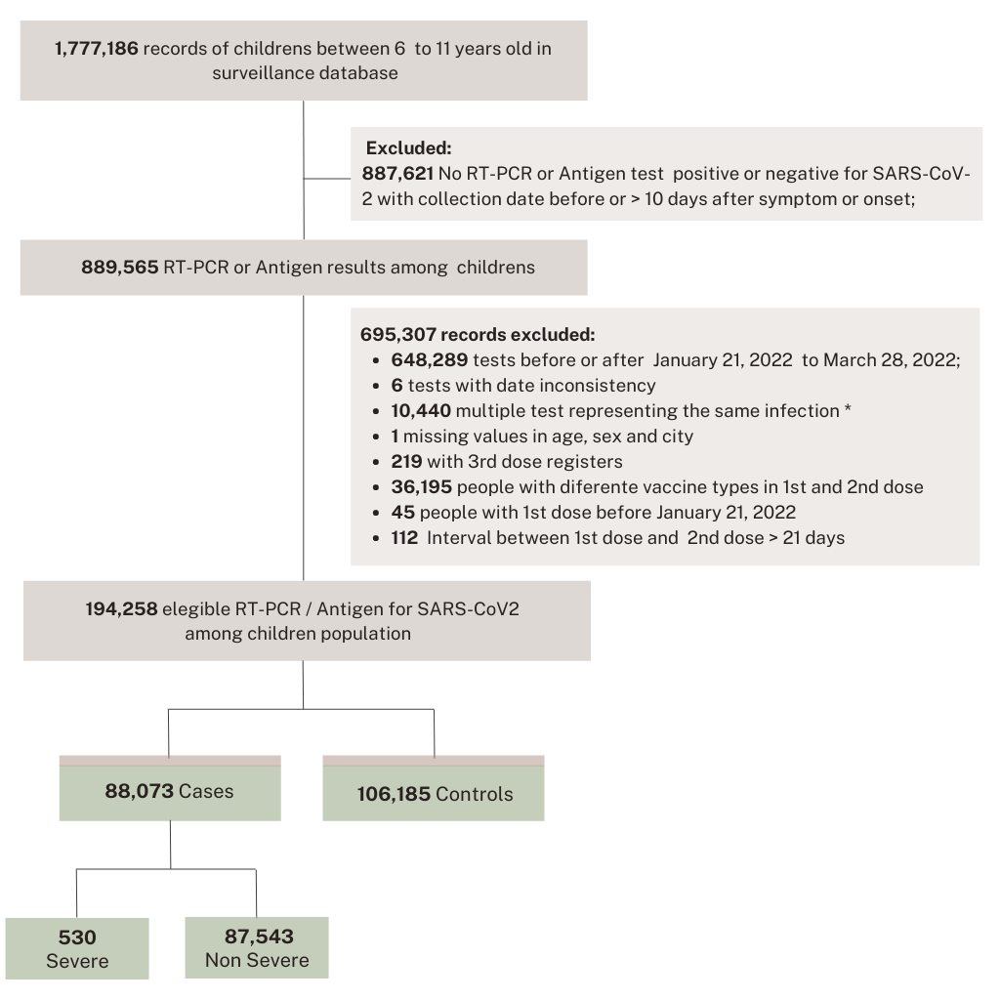 1,777,186 records of childrens between 6 to 11 years old in
surveillance database
Excluded:
887,621 No RT-PCR or Antigen test positive or negative for SARS-CoV-
2 with collection date before or > 10 days after symptom or onset;
889,565 RT-PCR or Antigen results among childrens
695,307 records excluded:
• 648,289 tests before or after January 21, 2022 to March 28, 2022;
• 6 tests with date inconsistency
• 10,440 multiple test representing the same infection *
• 1 missing values in age, sex and city
• 219 with 3rd dose registers
• 36,195 people with diferente vaccine types in 1st and 2nd dose
• 45 people with 1st dose before January 21, 2022
• 112 Interval between 1st dose and 2nd dose > 21 days
194,258 elegible RT-PCR / Antigen for SARS-CoV2
among children population
88,073 Cases
106,185 Controls
530
Severe
87,543
Non Severe